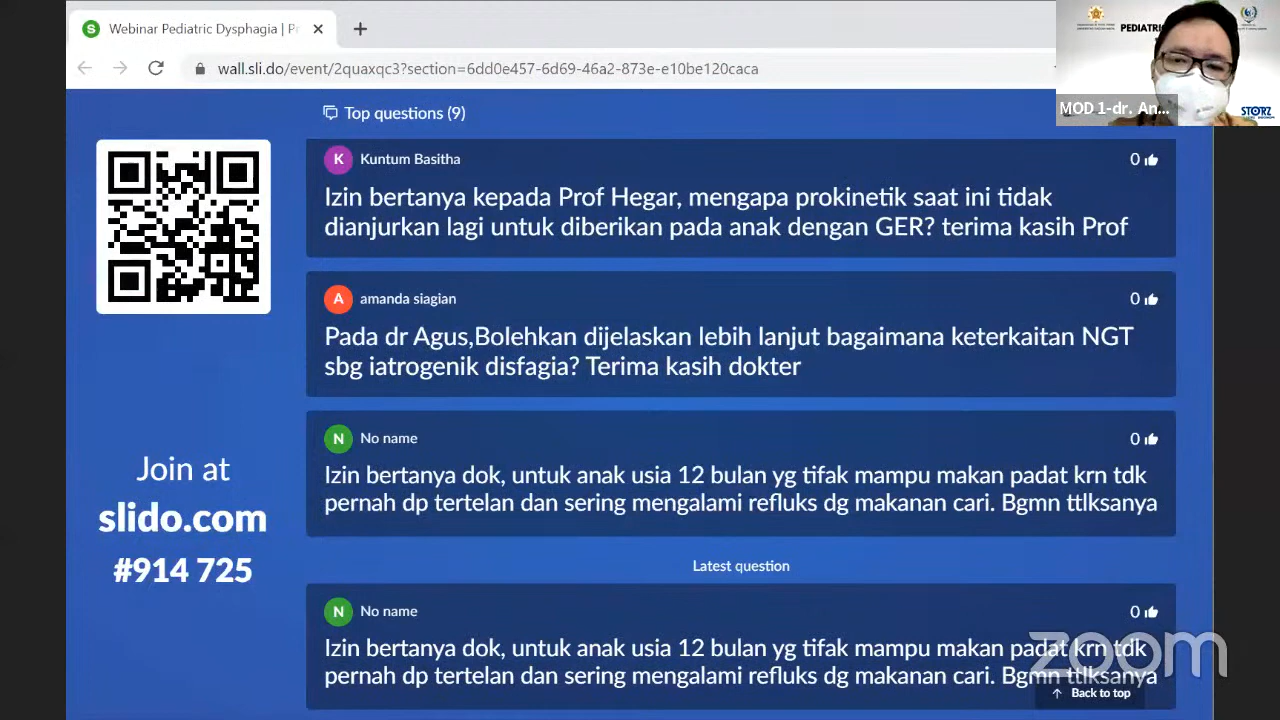 Webinar Pediatric Dysphagia | Pr
wall.sli.do/event/2quaxqc3?section=6dd0e457-6d69-46a2-873e-e10be120caca
PEDIATRI
MOD 1-dr. An...
STORZ
Top questions (9)
K Kuntum Basitha 0
Izin bertanya kepada Prof Hegar, mengapa prokinetik saat ini tidak
dianjurkan lagi untuk diberikan pada anak dengan GER? terima kasih Prof
A amanda siagian 0
Pada dr Agus,Bolehkan dijelaskan lebih lanjut bagaimana keterkaitan NGT
sbg iatrogenik disfagia? Terima kasih dokter
N No name 0
Izin bertanya dok, untuk anak usia 12 bulan yg tifak mampu makan padat krn tdk
pernah dp tertelan dan sering mengalami refluks dg makanan cari. Bgmn ttlksanya
Join at
slido.com
#914 725
Latest question
N No name 0
Izin bertanya dok, untuk anak usia 12 bulan yg tifak mampu makan padat krn tdk
pernah dp tertelan dan sering mengalami refluks dg makanan cari. Bgmn ttlksanya
zoom
Back to top